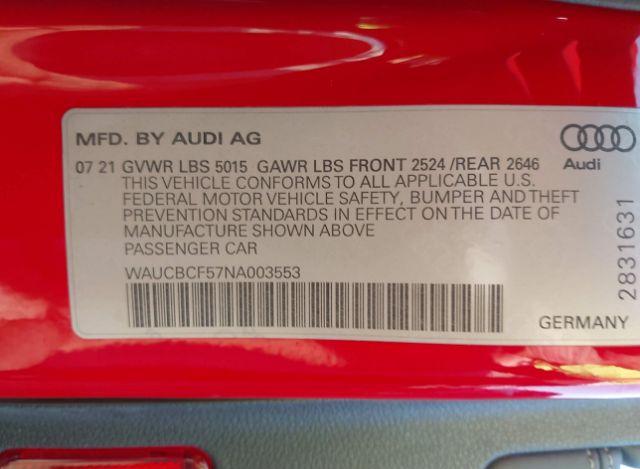 MFD. BY AUDI AG
07 21 GVWR LBS 5015 GAWR LBS FRONT 2524 /REAR 2646
THIS VEHICLE CONFORMS TO ALL APPLICABLE U.S.
FEDERAL MOTOR VEHICLE SAFETY, BUMPER AND THEFT
PREVENTION STANDARDS IN EFFECT ON THE DATE OF
MANUFACTURE SHOWN ABOVE
PASSENGER CAR
WAUCBCF57NA003553
Audi
2831631
GERMANY